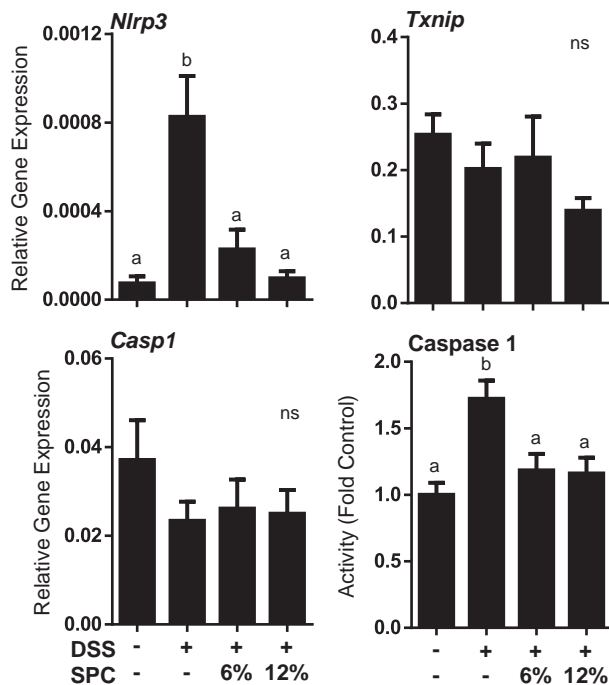 Nlrp3
Relative Gene Expression
0.0012
0.0008
0.0004
0.0000
a
b
a
a
Txnip
0.4
0.3
0.2
0.1
0.0
ns
Casp1
Relative Gene Expression
0.06
0.04
0.02
0.00
ns
Caspase 1
Activity (Fold Control)
2.0
1.5
1.0
0.5
0.0
a
b
a
a
DSS - + + + - + + +
SPC - - 6% 12% - - 6% 12%